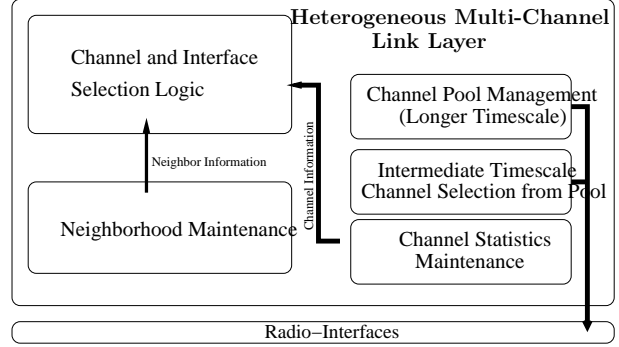 Heterogeneous Multi-Channel
Link Layer
Channel and Interface
Selection Logic
Channel Pool Management
(Longer Timescale)
Neighbor Information
Channel Information
Intermediate Timescale
Channel Selection from Pool
Neighborhood Maintenance
Channel Statistics
Maintenance
Radio−Interfaces